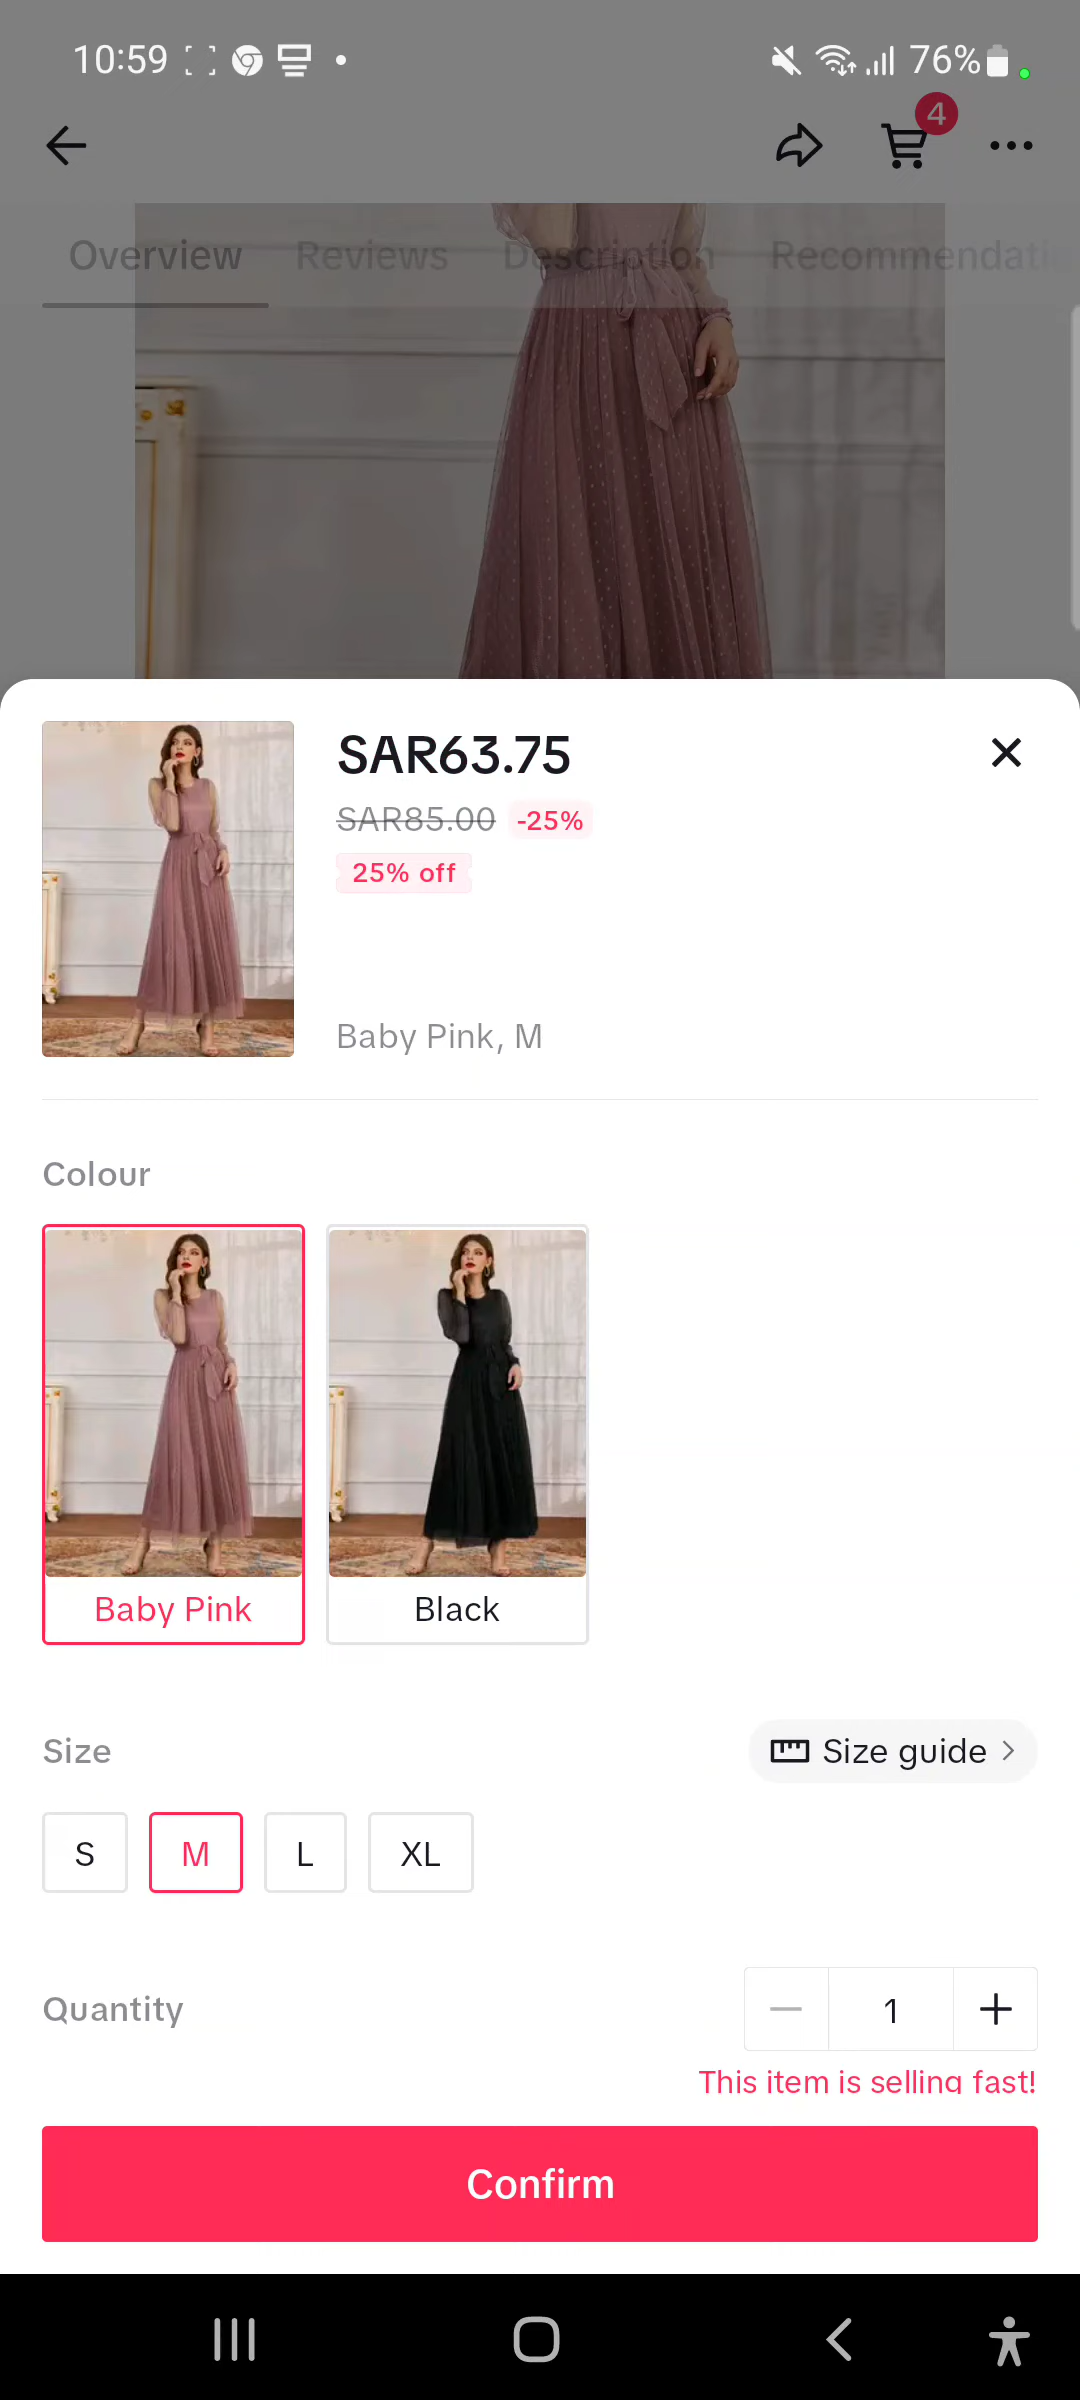 10:59
76%
4
Overview Reviews Description Recommendati
SAR63.75
SAR85.00 -25%
25% off
Baby Pink, M
Colour
Baby Pink Black
Size
Size guide
S M L XL
Quantity
1
This item is selling fast!
Confirm